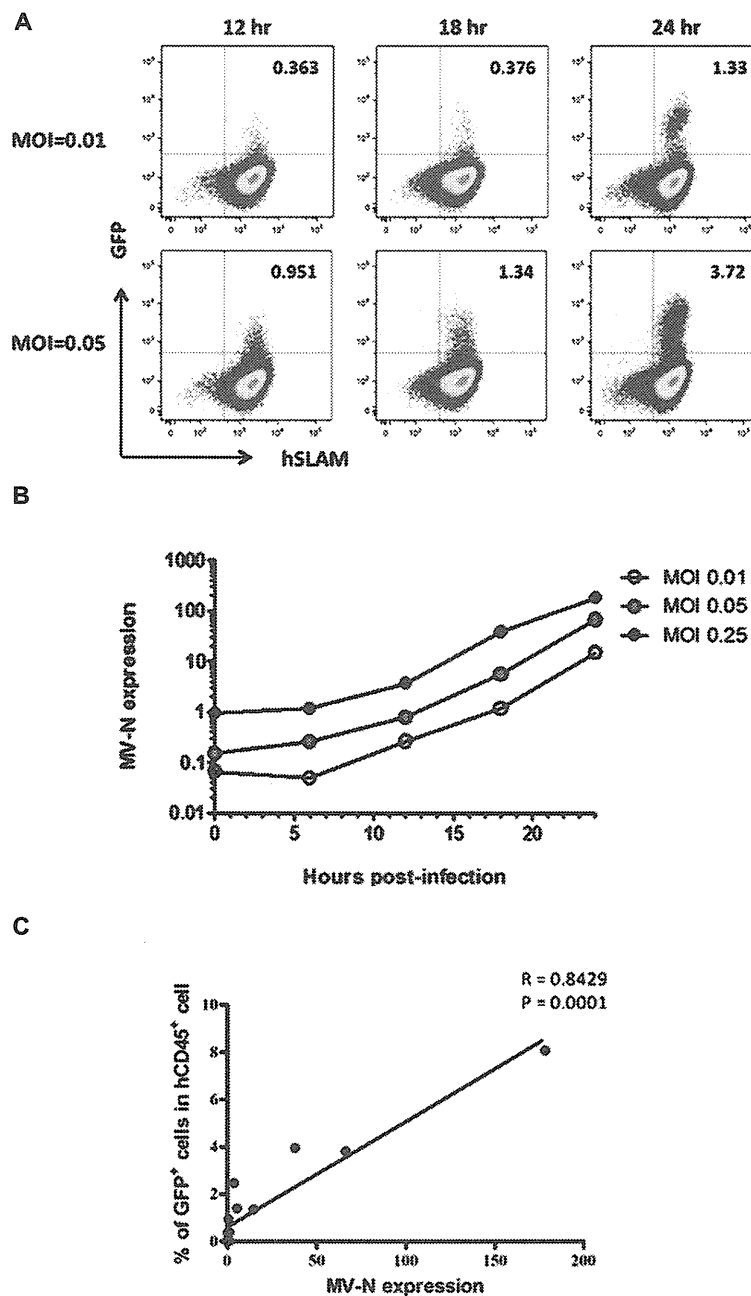 A
12 hr 18 hr 24 hr
MOI=0.01
0.363 0.376 1.33
MOI=0.05
0.951 1.34 3.72
GFP
hSLAM
B
MV-N expression
1000
100
10
1
0.1
0.01
0 5 10 15 20
Hours post-infection
MOI 0.01
MOI 0.05
MOI 0.25
C
R = 0.8429
P = 0.0001
% of GFP⁺ cells in hCD45⁺ cell
10
8
6
4
2
0
0 50 100 150 200
MV-N expression